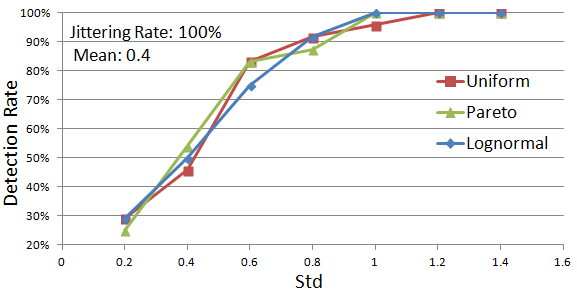 100%
90%
80%
70%
60%
50%
40%
30%
20%
Detection Rate
Jittering Rate: 100%
Mean: 0.4
Uniform
Pareto
Lognormal
0 0.2 0.4 0.6 0.8 1 1.2 1.4 1.6
Std